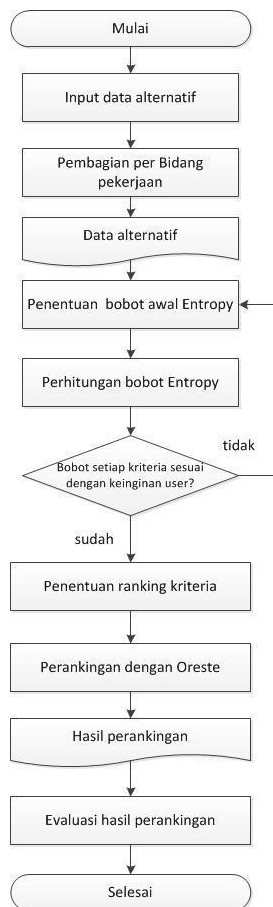 Mulai
Input data alternatif
Pembagian per Bidang
pekerjaan
Data alternatif
Penentuan bobot awal Entropy
Perhitungan bobot Entropy
tidak
Bobot setiap kriteria sesuai
dengan keinginan user?
sudah
Penentuan ranking kriteria
Perankingan dengan Oreste
Hasil perankingan
Evaluasi hasil perankingan
Selesai